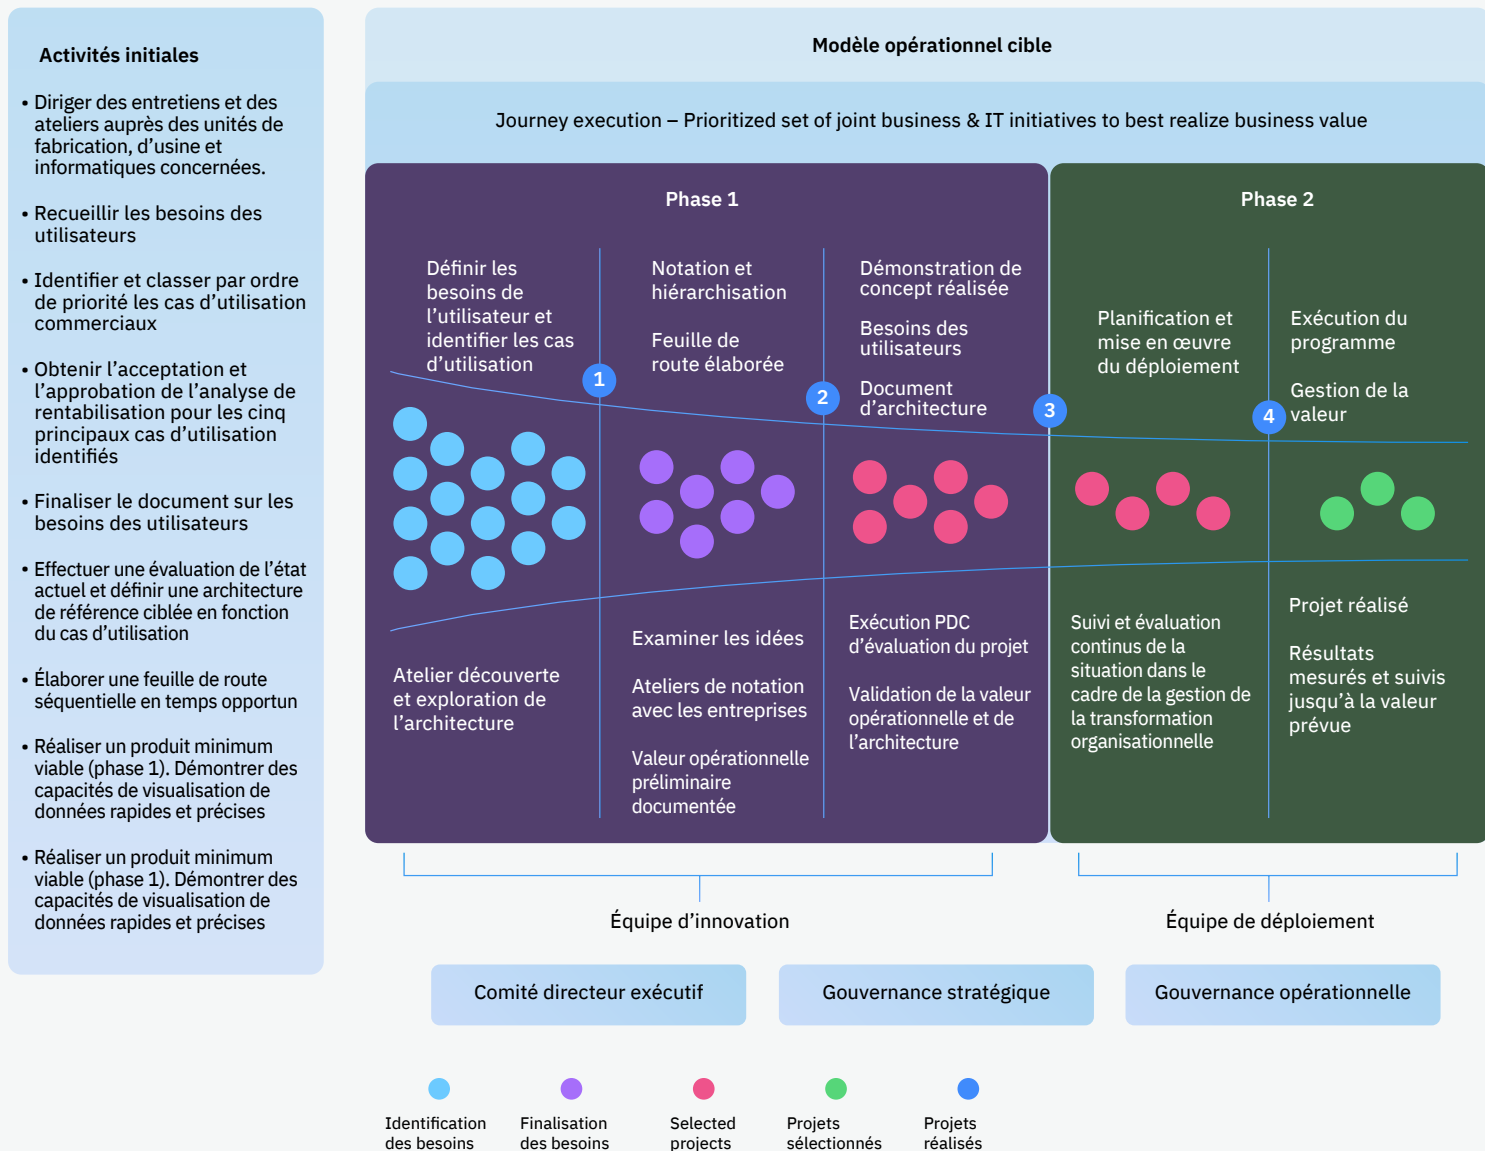 Activités initiales
• Diriger des entretiens et des
ateliers auprès des unités de
fabrication, d’usine et
informatiques concernées.
• Recueillir les besoins des
utilisateurs
• Identifier et classer par ordre
de priorité les cas d’utilisation
commerciaux
• Obtenir l’acceptation et
l’approbation de l’analyse de
rentabilisation pour les cinq
principaux cas d’utilisation
identifiés
• Finaliser le document sur les
besoins des utilisateurs
• Effectuer une évaluation de l’état
actuel et définir une architecture
de référence ciblée en fonction
du cas d’utilisation
• Élaborer une feuille de route
séquentielle en temps opportun
• Réaliser un produit minimum
viable (phase 1). Démontrer des
capacités de visualisation de
données rapides et précises
• Réaliser un produit minimum
viable (phase 1). Démontrer des
capacités de visualisation de
données rapides et précises
Modèle opérationnel cible
Journey execution – Prioritized set of joint business & IT initiatives to best realize business value
Phase 1
Définir les
besoins de
l’utilisateur et
identifier les cas
d’utilisation
1
Notation et
hiérarchisation
Feuille de
route élaborée
2
Démonstration de
concept réalisée
Besoins des
utilisateurs
Document
d’architecture
3
Atelier découverte
et exploration de
l’architecture
Examiner les idées
Ateliers de notation
avec les entreprises
Valeur opérationnelle
préliminaire
documentée
Exécution PDC
d’évaluation du projet
Validation de la valeur
opérationnelle et de
l’architecture
Phase 2
Planification et
mise en œuvre
du déploiement
4
Exécution du
programme
Gestion de la
valeur
Suivi et évaluation
continus de la
situation dans le
cadre de la gestion de
la transformation
organisationnelle
Projet réalisé
Résultats
mesurés et suivis
jusqu’à la valeur
prévue
Équipe d’innovation
Équipe de déploiement
Comité directeur exécutif
Gouvernance stratégique
Gouvernance opérationnelle
Identification
des besoins
Finalisation
des besoins
Selected
projects
Projets
sélectionnés
Projets
réalisés